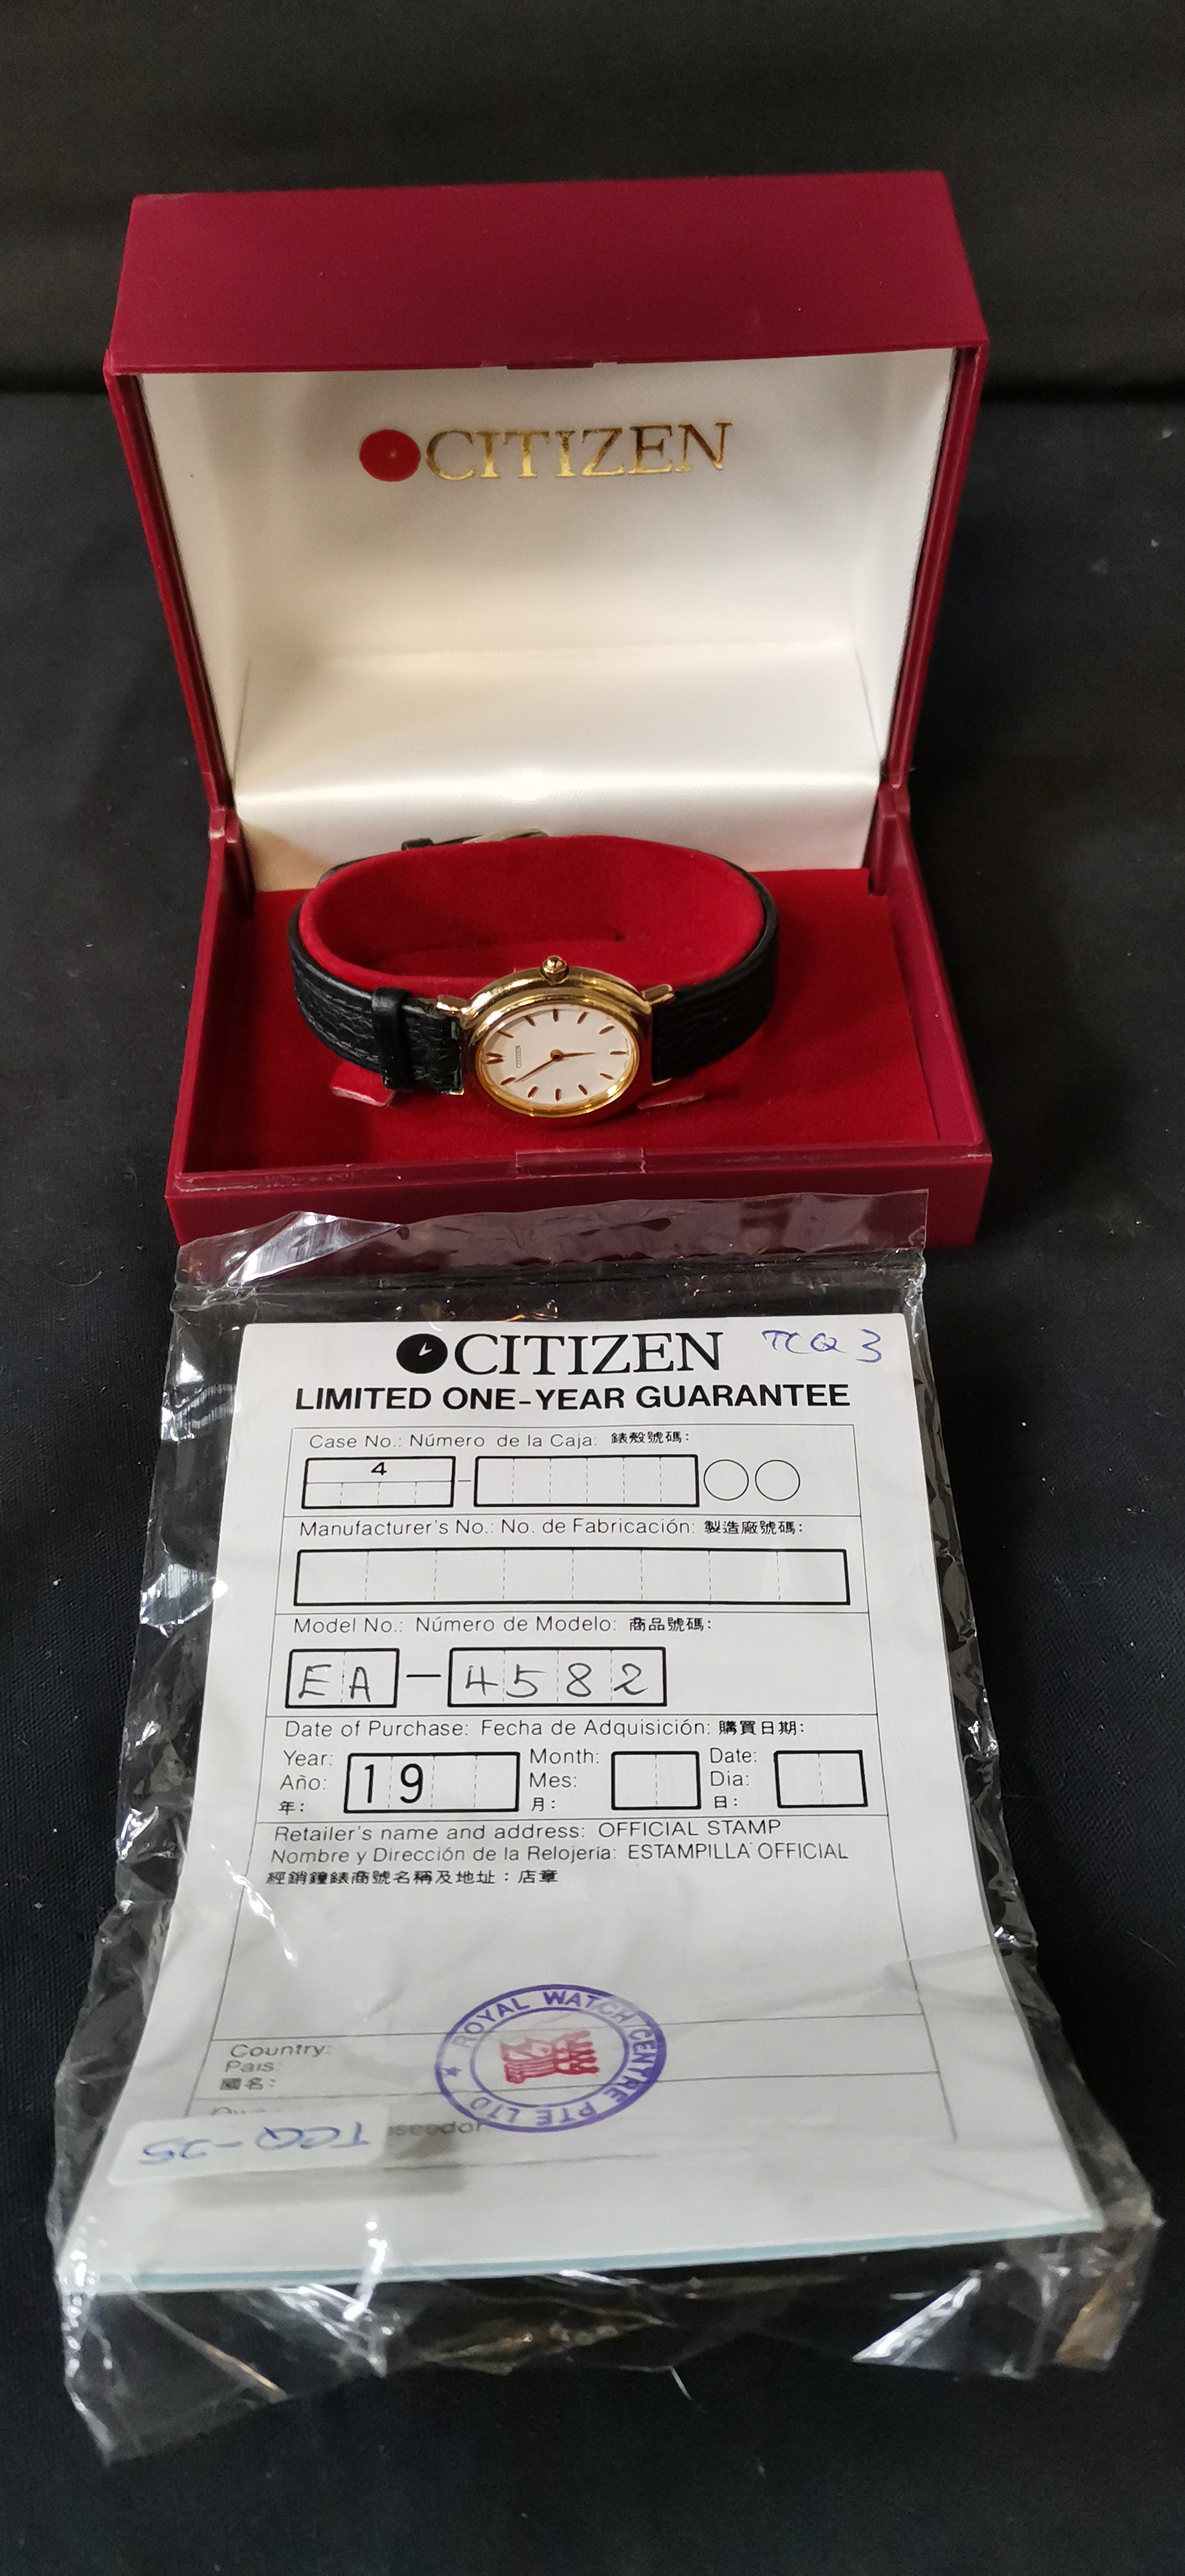 CITIZEN
CITIZEN
CITIZEN TCQ 3
LIMITED ONE-YEAR GUARANTEE
Case No.: Número de la Caja: 錶殼號碼:
4
Manufacturer's No.: No. de Fabricación: 製造廠號碼:
Model No.: Número de Modelo: 商品號碼:
EA - 4582
Date of Purchase: Fecha de Adquisición: 購買日期:
Year: Month: Date:
Año: 19 Mes: Dia:
年: 月: 日:
Retailer's name and address: OFFICIAL STAMP
Nombre y Dirección de la Relojería: ESTAMPILLA OFFICIAL
經銷鐘錶商號名稱及地址：店章
ROYAL WATCH CENTRE PTE LTD ★
Country:
Pais:
國名:
TCQ-25